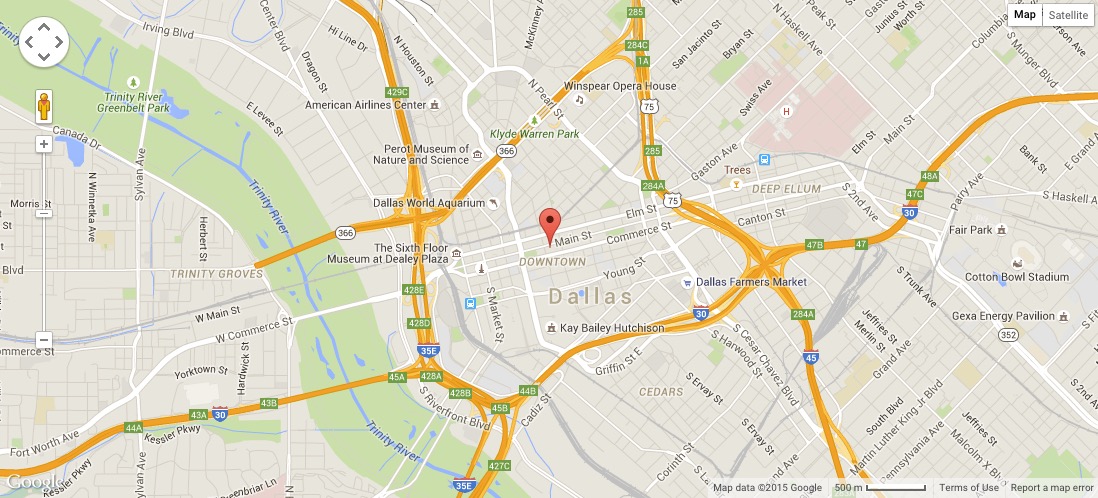 285
Map
Satellite
Irving Blvd
Hi Line Dr
Center Blvd
Dragon St
N Houston St
McKinney A
284C
1A
San Jacinto St
Bryan St
N Haskell Ave
Peak St
Gaston
Junius St
Worth St
Columbia
S Munger Blvd
Trinity River
Greenbelt Park
429C
American Airlines Center
Winspear Opera House
N Pearl St
75
Swiss Ave
H
E Levee St
Canada Dr
Klyde Warren Park
366
285
Gaston Ave
Elm St
Main St
Bank St
E Grand A
Perot Museum of
Nature and Science
Trees
DEEP ELLUM
Sylvan Ave
N Winnetka Ave
Trinity River
284A
75
48A
47C
30
Parry Ave
S Haskell Ave
S 2nd Ave
Morris St
Herbert St
Dallas World Aquarium
366
Elm St
Main St
Commerce St
Canton St
Fair Park
The Sixth Floor
Museum at Dealey Plaza
DOWNTOWN
47B
47
Blvd
TRINITY GROVES
Young St
Cotton Bowl Stadium
Dallas Farmers Market
S Trunk Ave
428E
Dallas
S Market St
W Main St
W Commerce St
ommerce St
428D
Kay Bailey Hutchison
30
284A
Jeffries St
Merlin St
Grand Ave
Gexa Energy Pavilion
352
S Fi
35E
S Cesar Chavez Blvd
S Harwood St
45
Yorktown St
Hardwick St
45A
428A
428B
44B
Griffin St E
CEDARS
S Ervay St
S 2nd Ave
43A
30
43B
44A
Kessler Pkwy
Fort Worth Ave
S Riverfront Blvd
45B
Cadiz St
South Blvd
Martin Luther King Jr Blvd
Jeffries St
Pennsylvania Ave
Malcolm X Blvd
S Ervay St
Trinity River
Corinth St
427C
35E
Kessler Pkwy
Sylvan Ave
Greenbriar Ln
Google
Map data ©2015 Google
500 m
Terms of Use
Report a map error